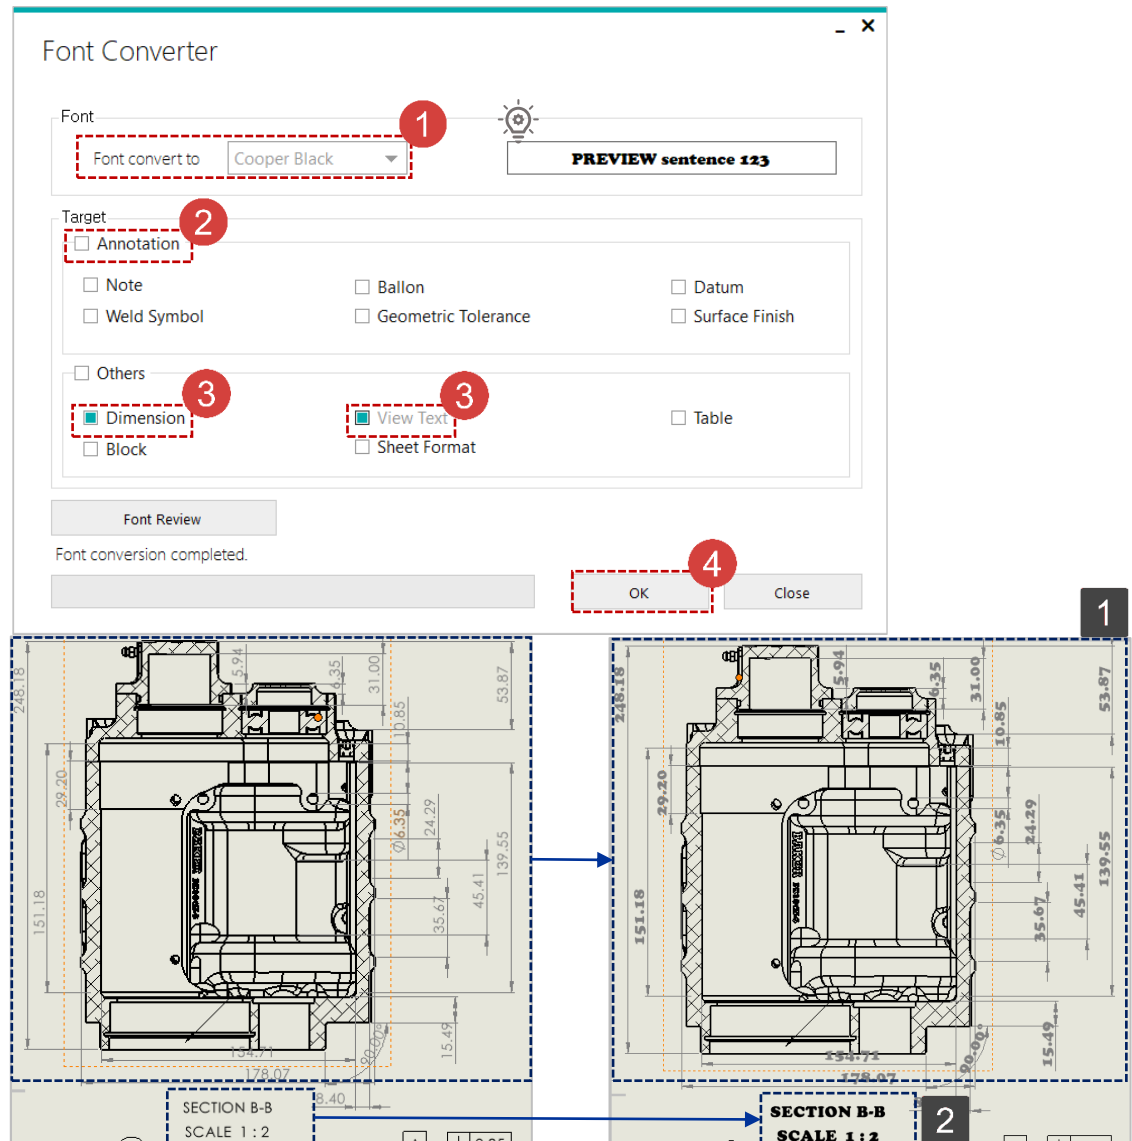 Font Converter
Font
1
Font convert to
Cooper Black
PREVIEW sentence 123
Target
2
Annotation
Note
Ballon
Datum
Weld Symbol
Geometric Tolerance
Surface Finish
Others
3
3
Dimension
View Text
Table
Block
Sheet Format
Font Review
Font conversion completed.
4
OK
Close
1
248.18
5.94
6.35
31.00
53.87
10.85
29.20
∅6.35
24.29
139.55
151.18
35.67
45.41
BAKER
15.49
90.00°
154.71
178.07
8.40
SECTION B-B
SCALE 1:2
248.18
5.94
6.35
31.00
53.87
10.85
29.20
∅6.35
24.29
139.55
151.18
35.67
45.41
BAKER
15.49
90.00°
154.71
178.07
SECTION B-B
SCALE 1:2
2